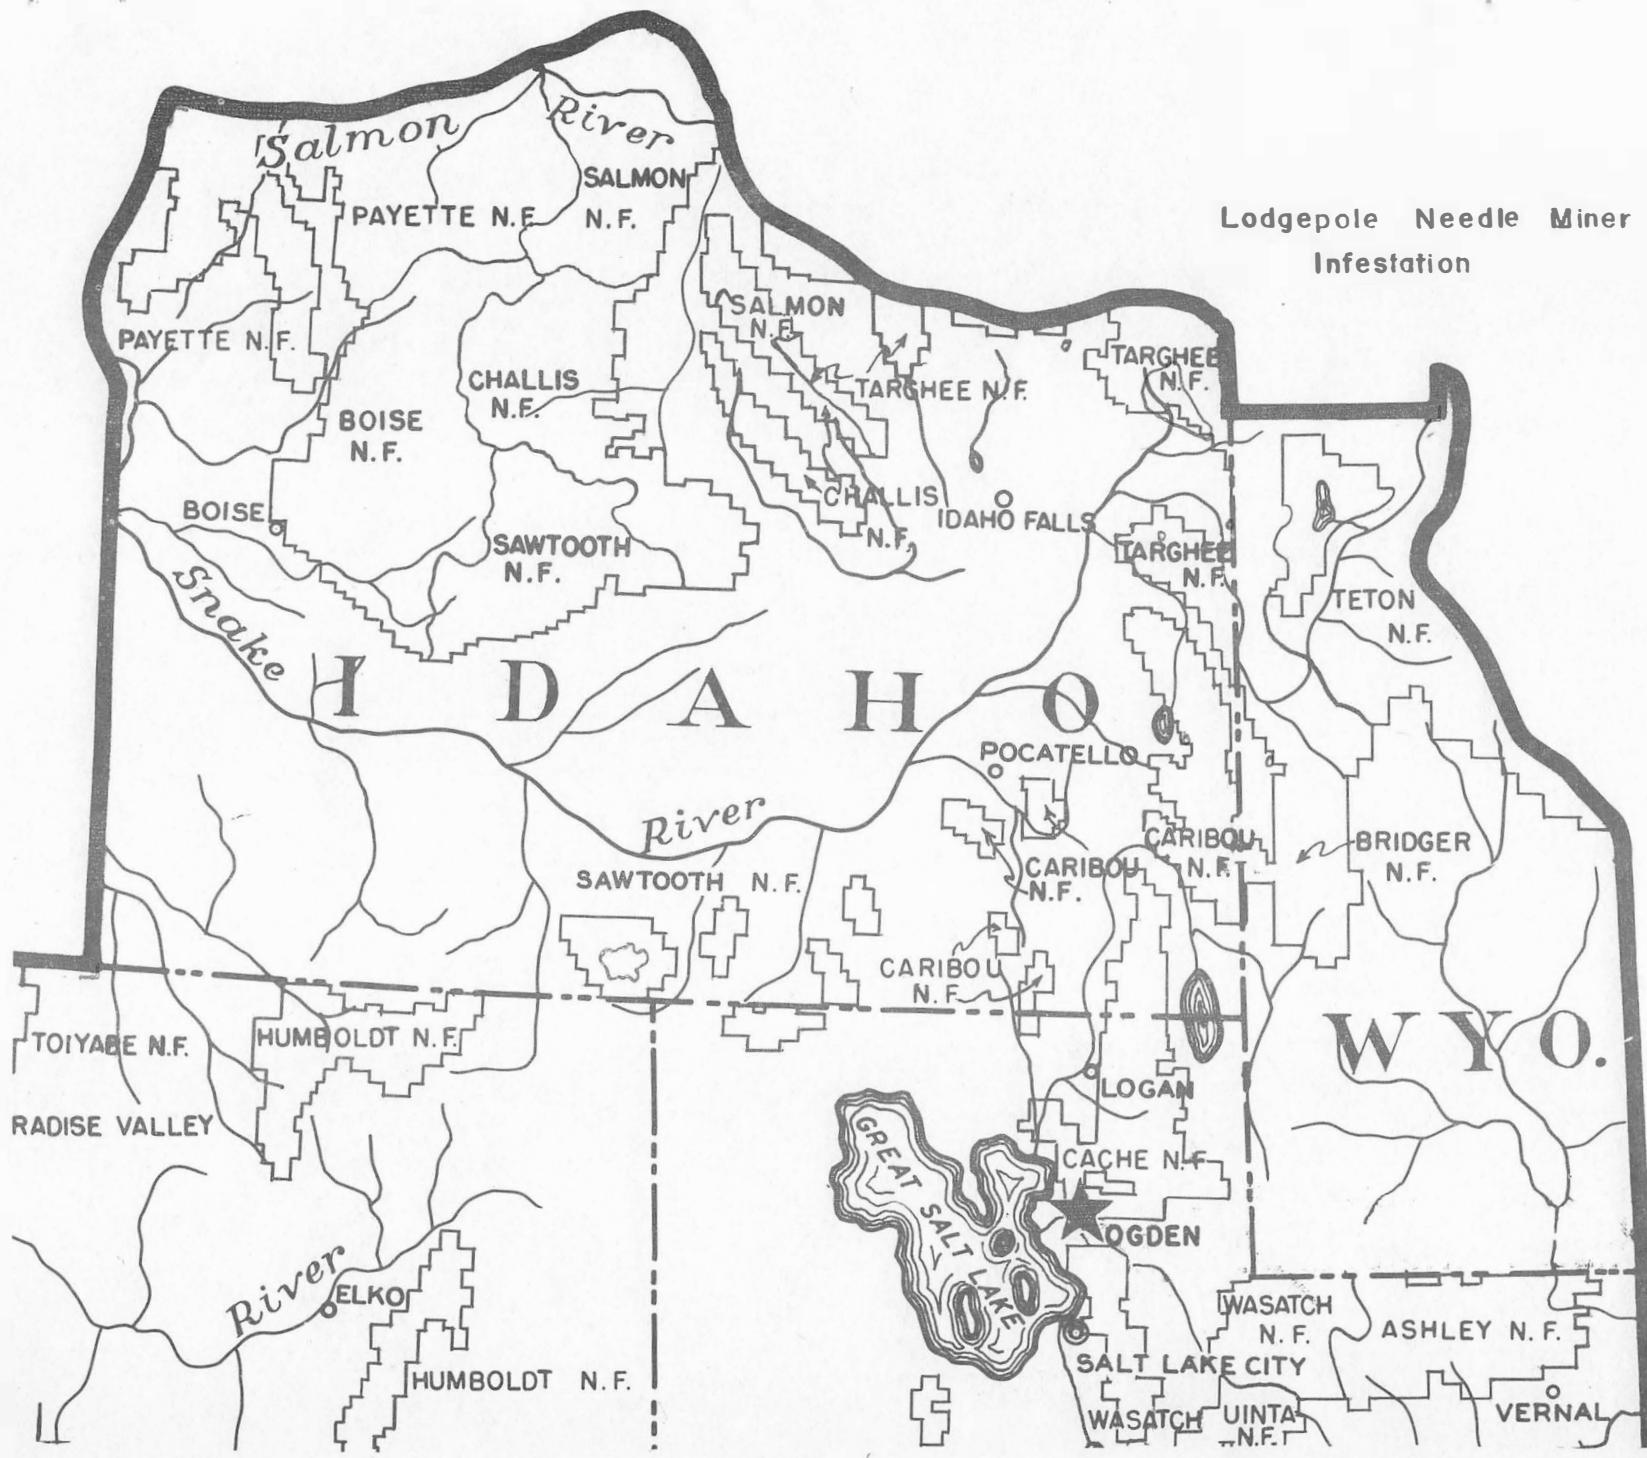 Lodgepole Needle Miner
Infestation
Salmon River
SALMON
N.F.
PAYETTE N.F.
PAYETTE N.F.
SALMON
N.F.
TARGHEE
N.F.
TARGHEE N.F.
CHALLIS
N.F.
BOISE
N.F.
CHALLIS
N.F.
IDAHO FALLS
BOISE
SAWTOOTH
N.F.
TARGHEE
N.F.
TETON
N.F.
Snake
IDAHO
POCATELLO
River
CARIBOU
N.F.
CARIBOU
N.F.
BRIDGER
N.F.
SAWTOOTH N.F.
CARIBOU
N.F.
WYO.
TOIYABE N.F.
HUMBOLDT N.F.
LOGAN
RADISE VALLEY
CACHE N.F
GREAT SALT LAKE
OGDEN
River
ELKO
WASATCH
N.F.
ASHLEY N.F.
SALT LAKE CITY
HUMBOLDT N.F.
WASATCH
UINTA
N.F.
VERNAL